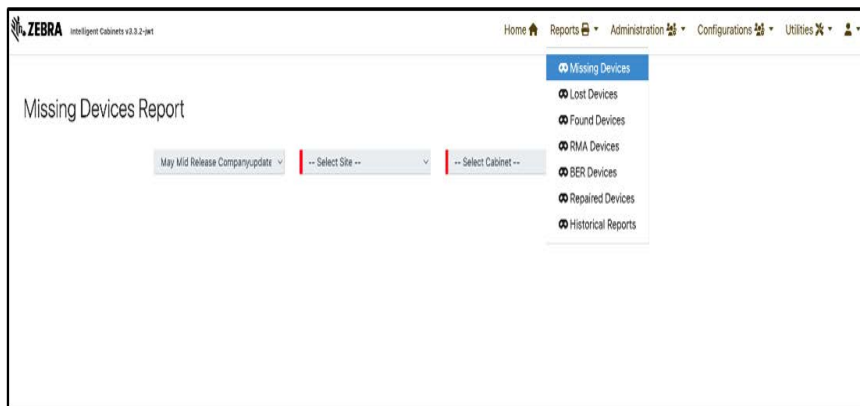 ZEBRA Intelligent Cabinets v3.3.2-jwt Home Reports Administration Configurations Utilities
Missing Devices
Lost Devices
Found Devices
RMA Devices
BER Devices
Repaired Devices
Historical Reports
Missing Devices Report
May Mid Release Companyupdate -- Select Site -- -- Select Cabinet --